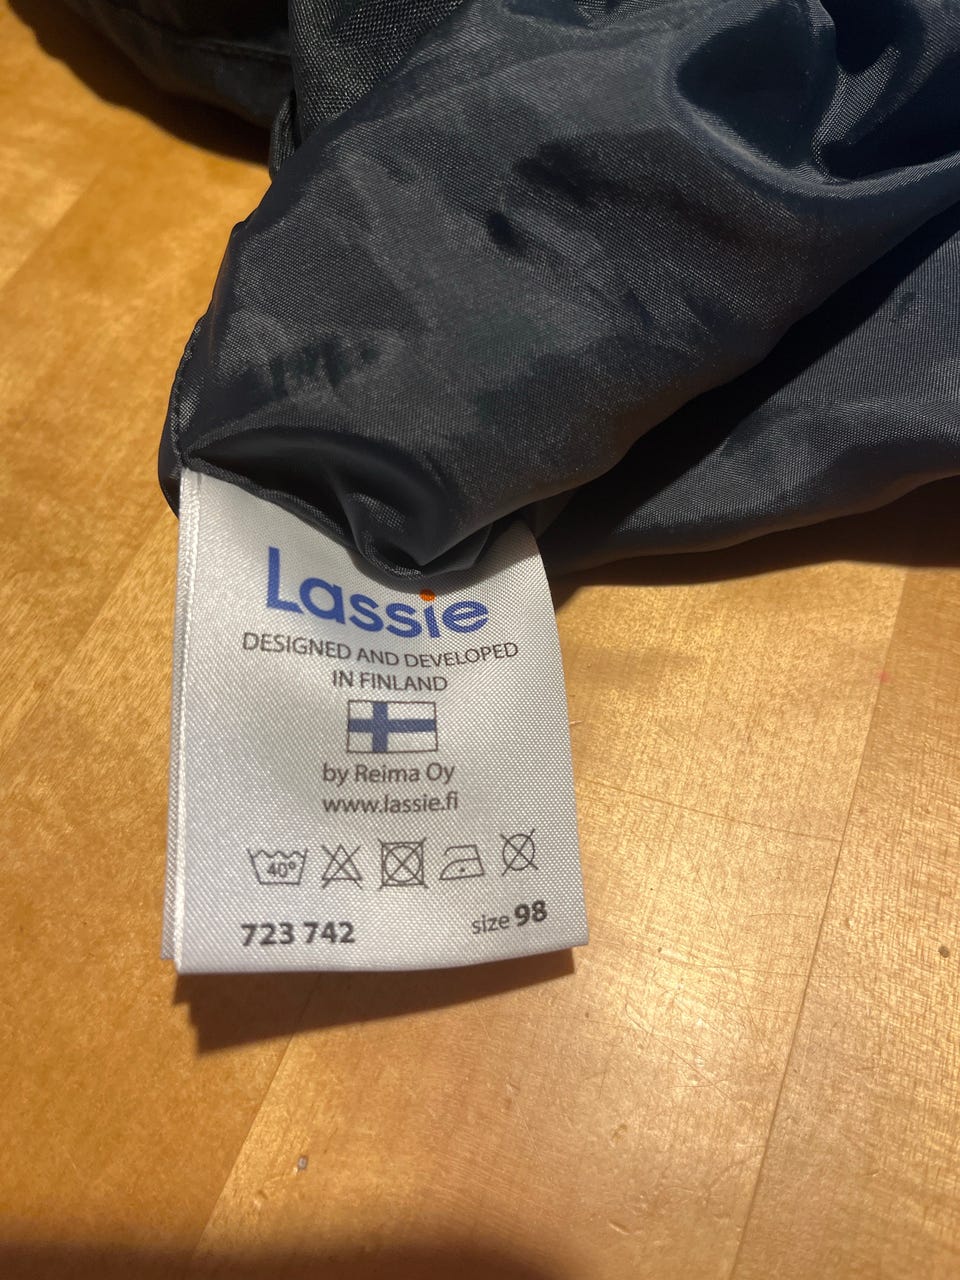 Lassie
DESIGNED AND DEVELOPED
IN FINLAND
by Reima Oy
www.lassie.fi
40°
723 742 size 98